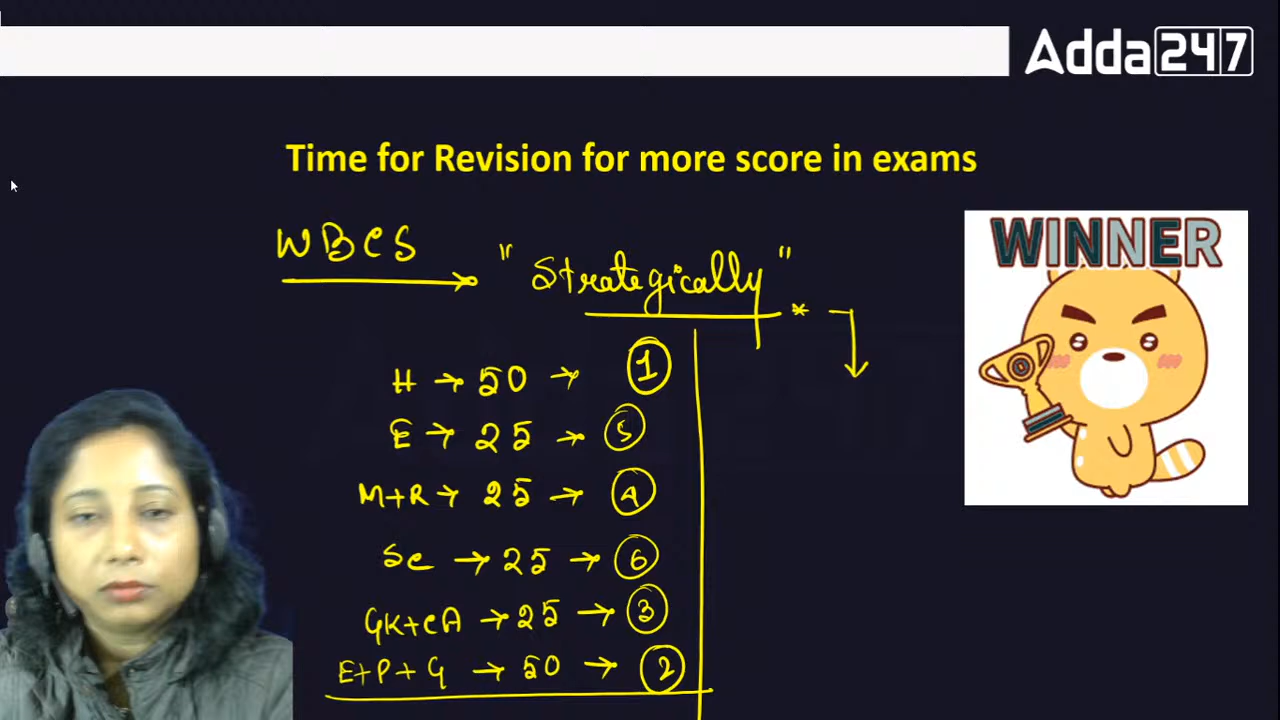 Adda247
Time for Revision for more score in exams
WBCS → "Strategically" *
WINNER
H → 50 → 1
E → 25 → 5
M+R → 25 → 4
Sc → 25 → 6
GK+CA → 25 → 3
E+P+G → 50 → 2